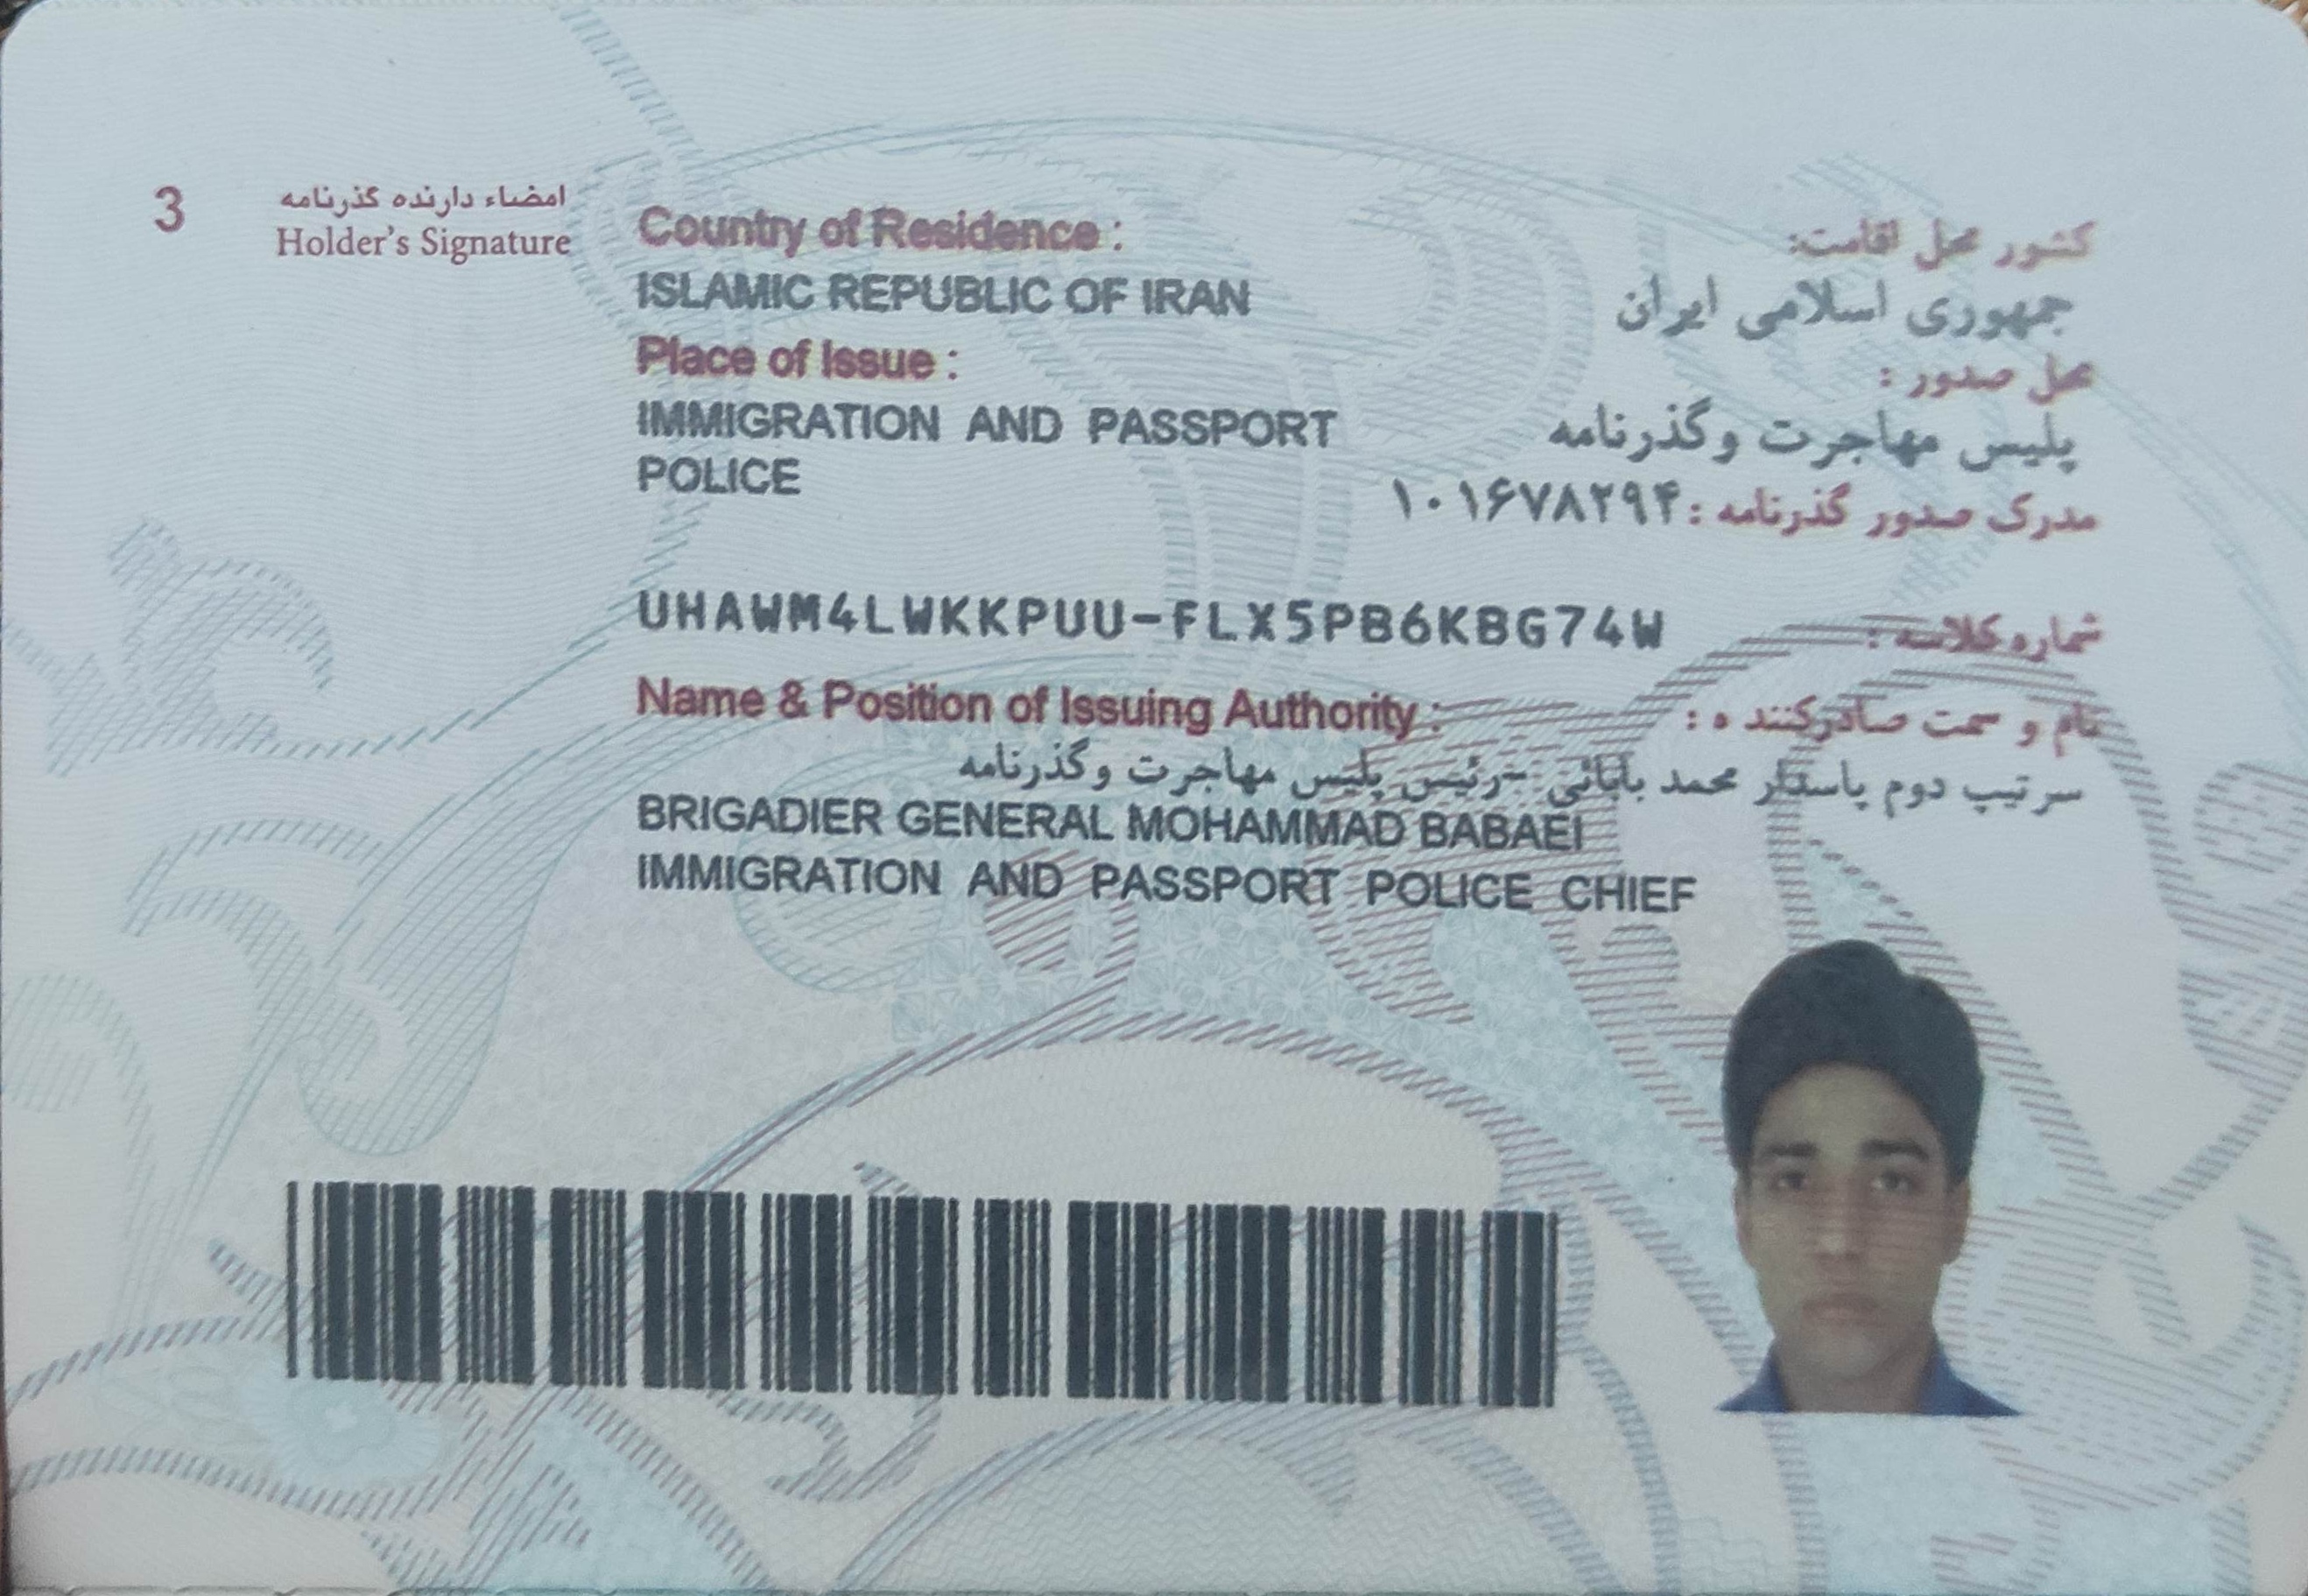 3
امضاء دارنده گذرنامه
Holder's Signature
Country of Residence :
کشور محل اقامت:
ISLAMIC REPUBLIC OF IRAN
جمهوری اسلامی ایران
Place of Issue :
محل صدور :
IMMIGRATION AND PASSPORT
POLICE
پلیس مهاجرت وگذرنامه
مدرک صدور گذرنامه : ۱۰۱۶۷۸۲۹۴
شماره کلاسه :
UHAWM4LWKKPUU-FLX5PB6KBG74W
Name & Position of Issuing Authority :
نام و سمت صادرکننده :
سرتیپ دوم پاسدار محمد بابائی -رئیس پلیس مهاجرت وگذرنامه
BRIGADIER GENERAL MOHAMMAD BABAEI
IMMIGRATION AND PASSPORT POLICE CHIEF